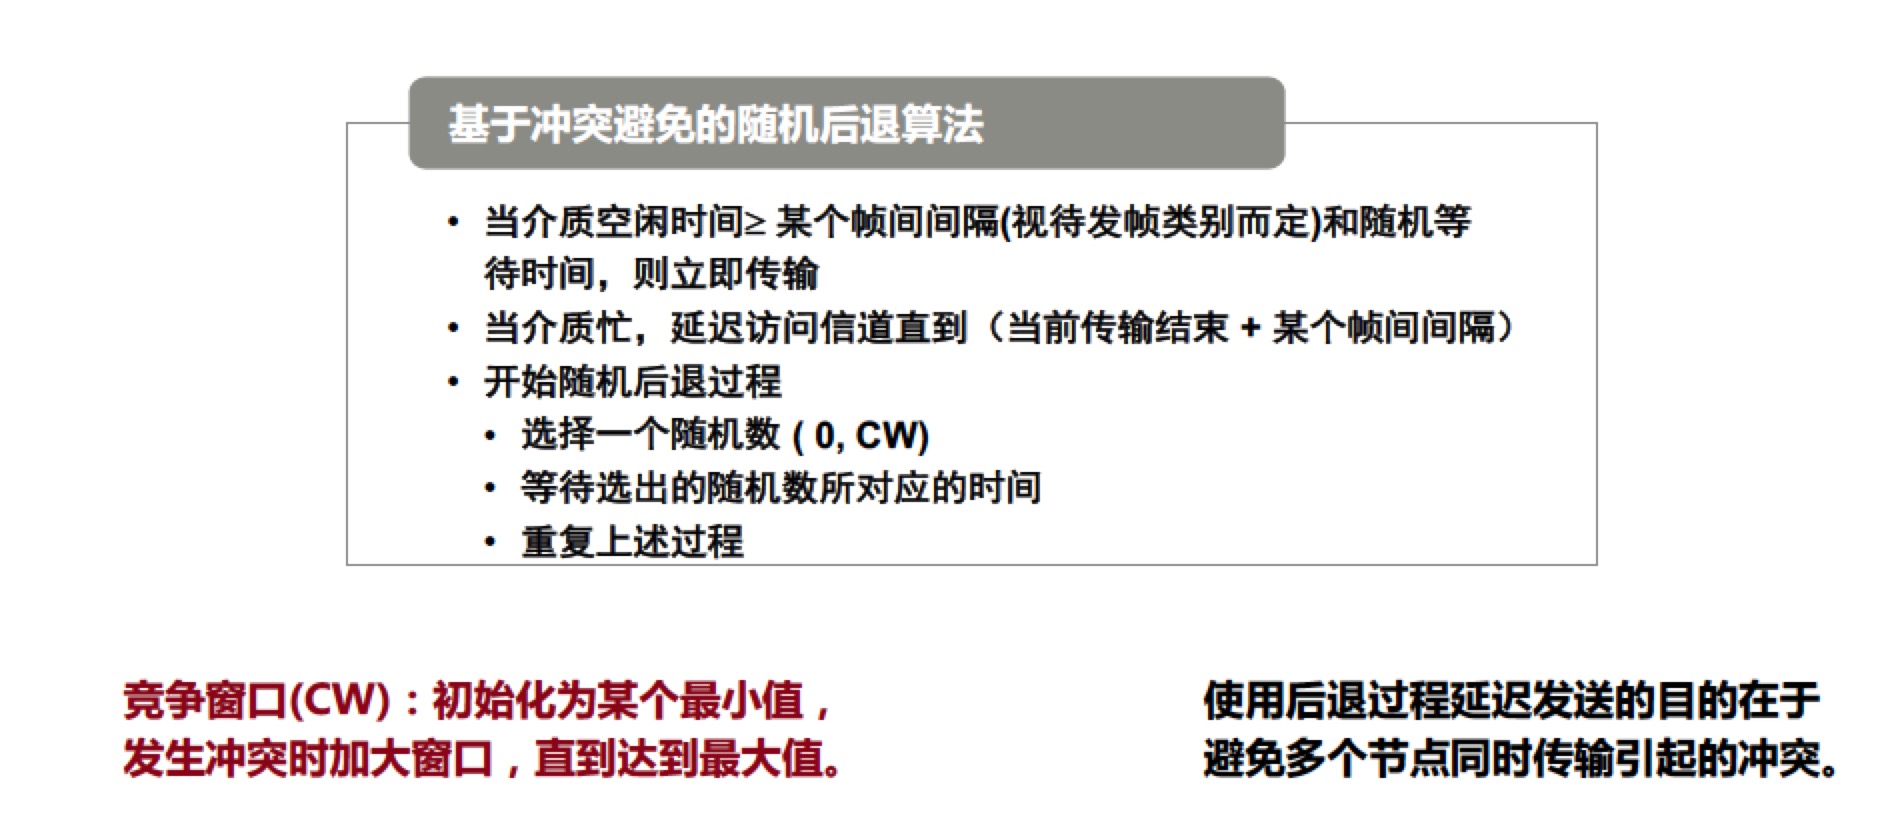 基于冲突避免的随机后退算法
• 当介质空闲时间≥ 某个帧间间隔(视待发帧类别而定)和随机等
待时间，则立即传输
• 当介质忙，延迟访问信道直到（当前传输结束 + 某个帧间间隔）
• 开始随机后退过程
• 选择一个随机数 ( 0, CW)
• 等待选出的随机数所对应的时间
• 重复上述过程
竞争窗口(CW)：初始化为某个最小值，
发生冲突时加大窗口，直到达到最大值。
使用后退过程延迟发送的目的在于
避免多个节点同时传输引起的冲突。